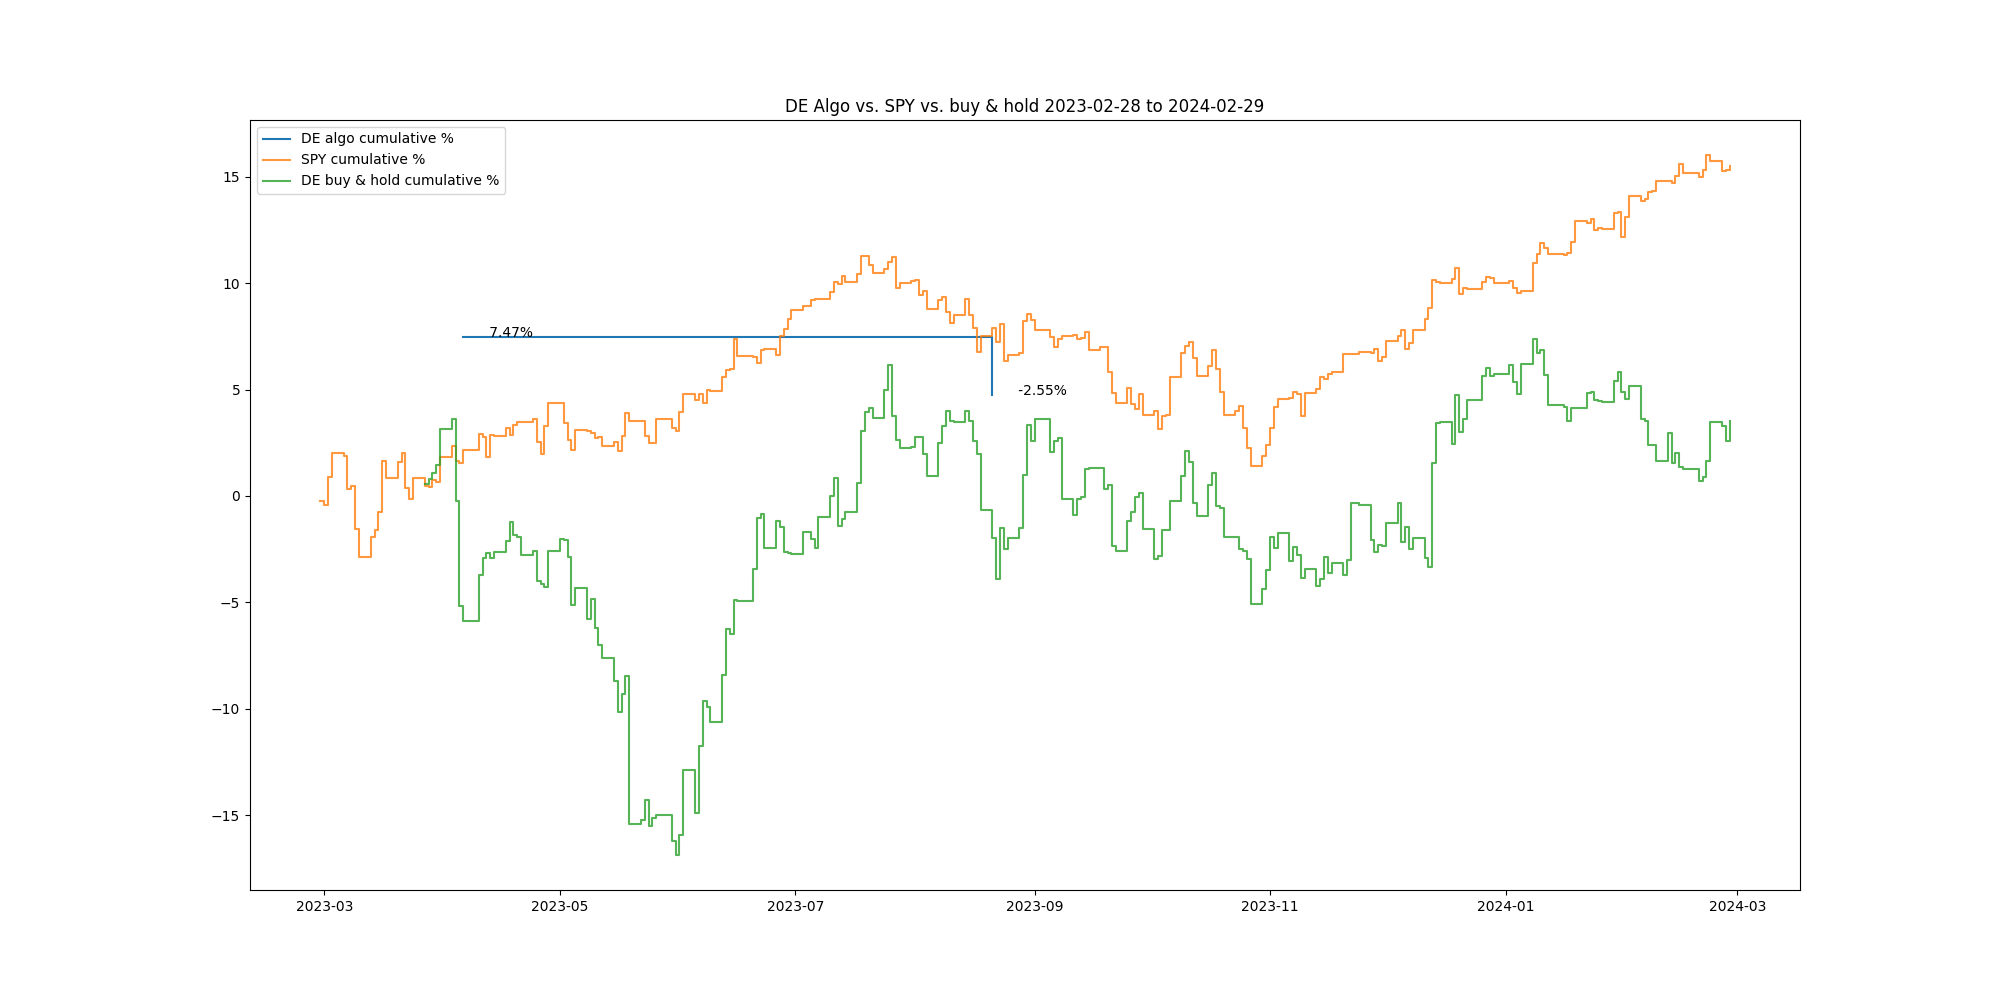 DE Algo vs. SPY vs. buy & hold 2023-02-28 to 2024-02-29
DE algo cumulative %
SPY cumulative %
DE buy & hold cumulative %
15
10
5
0
−5
−10
−15
7.47%
-2.55%
2023-03 2023-05 2023-07 2023-09 2023-11 2024-01 2024-03